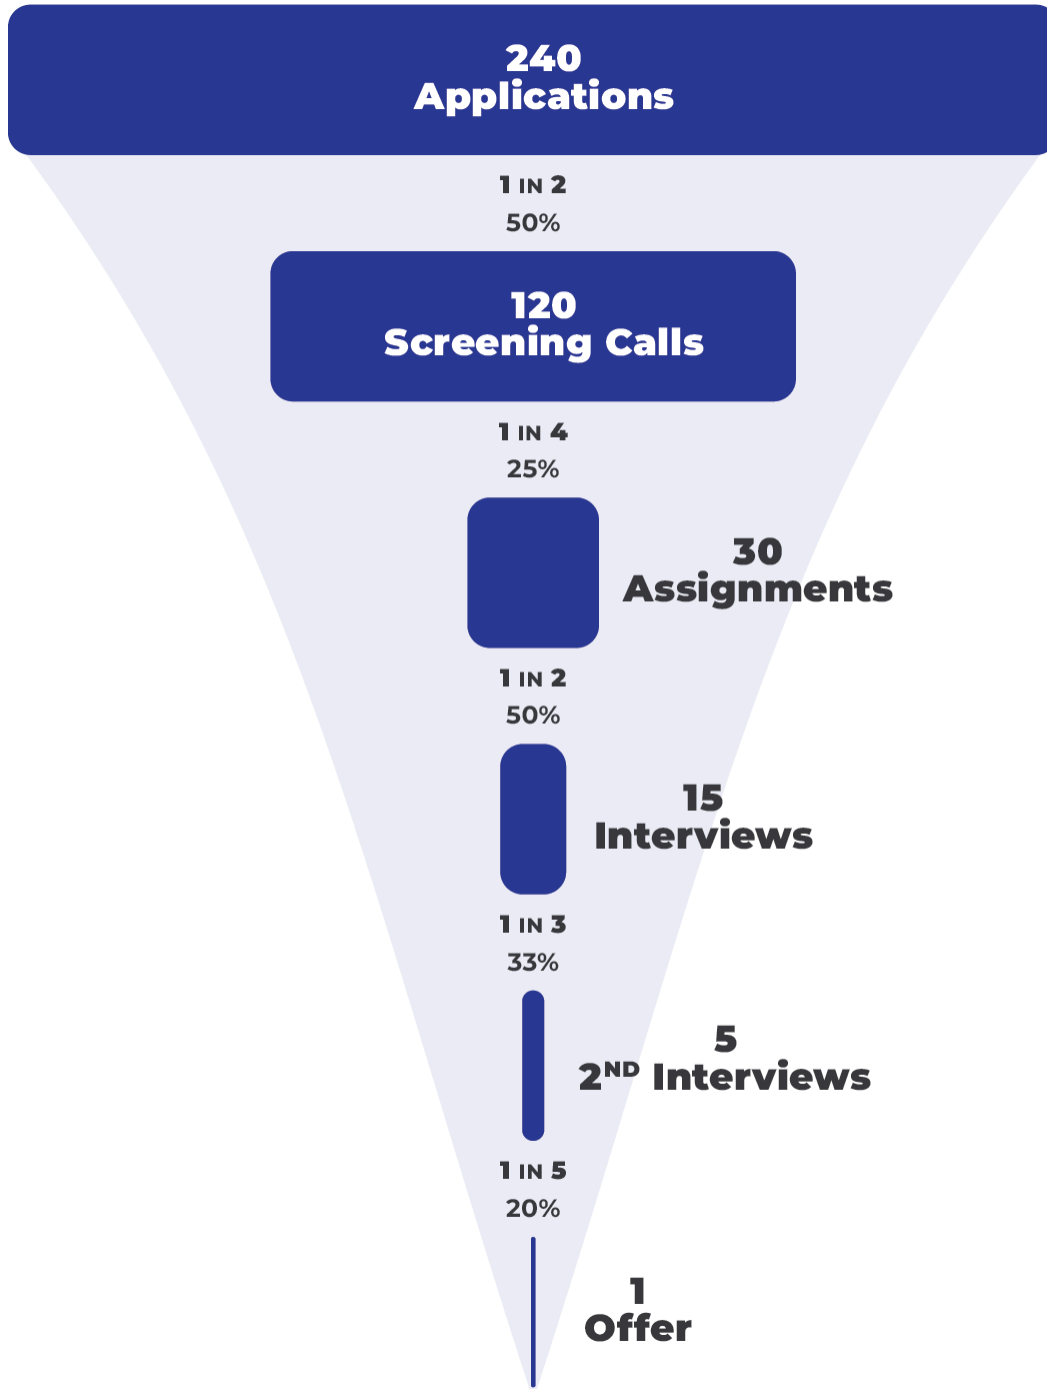 240
Applications
1 IN 2
50%
120
Screening Calls
1 IN 4
25%
30
Assignments
1 IN 2
50%
15
Interviews
1 IN 3
33%
5
2ND Interviews
1 IN 5
20%
1
Offer